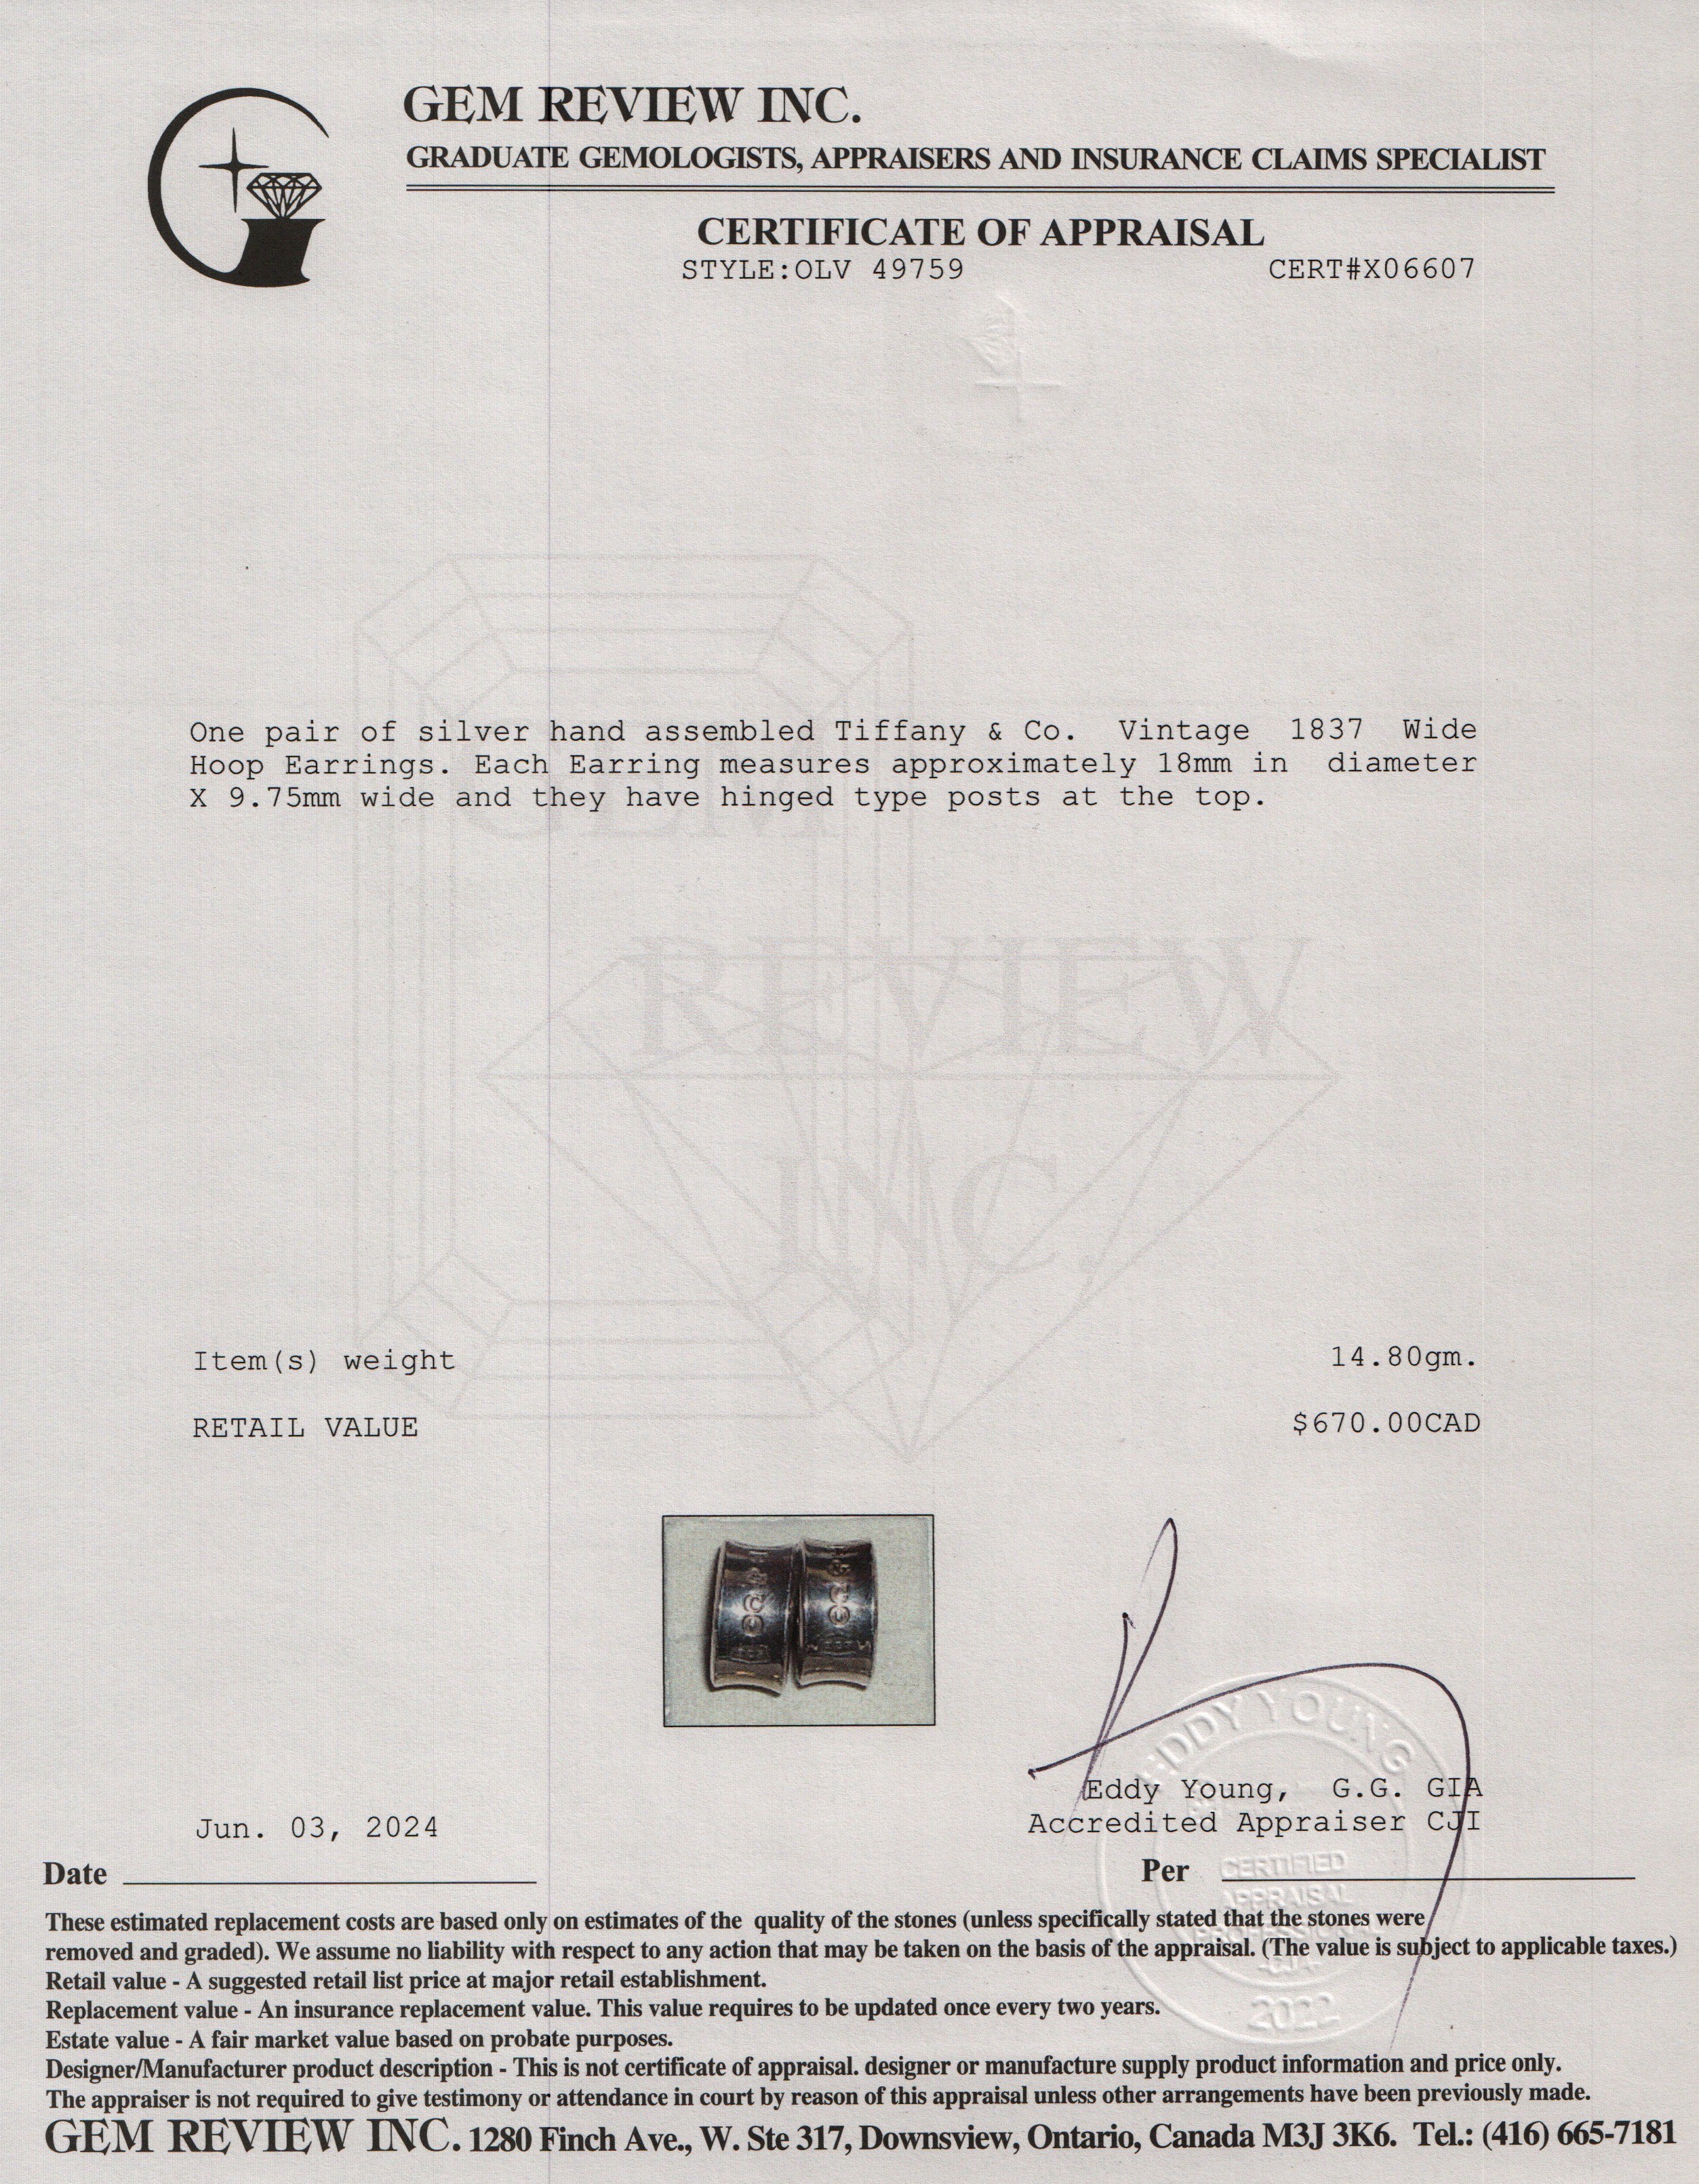 GEM REVIEW INC.
GRADUATE GEMOLOGISTS, APPRAISERS AND INSURANCE CLAIMS SPECIALIST
CERTIFICATE OF APPRAISAL
STYLE:OLV 49759 CERT#X06607
One pair of silver hand assembled Tiffany & Co. Vintage 1837 Wide
Hoop Earrings. Each Earring measures approximately 18mm in diameter
X 9.75mm wide and they have hinged type posts at the top.
GEM
REVIEW
INC.
Item(s) weight 14.80gm.
RETAIL VALUE $670.00CAD
EDDY YOUNG
Eddy Young, G.G. GIA
Accredited Appraiser CJI
Jun. 03, 2024
Date Per
CERTIFIED
APPRAISAL
PROFESSIONAL
2022
These estimated replacement costs are based only on estimates of the quality of the stones (unless specifically stated that the stones were
removed and graded). We assume no liability with respect to any action that may be taken on the basis of the appraisal. (The value is subject to applicable taxes.)
Retail value - A suggested retail list price at major retail establishment.
Replacement value - An insurance replacement value. This value requires to be updated once every two years.
Estate value - A fair market value based on probate purposes.
Designer/Manufacturer product description - This is not certificate of appraisal. designer or manufacture supply product information and price only.
The appraiser is not required to give testimony or attendance in court by reason of this appraisal unless other arrangements have been previously made.
GEM REVIEW INC. 1280 Finch Ave., W. Ste 317, Downsview, Ontario, Canada M3J 3K6. Tel.: (416) 665-7181